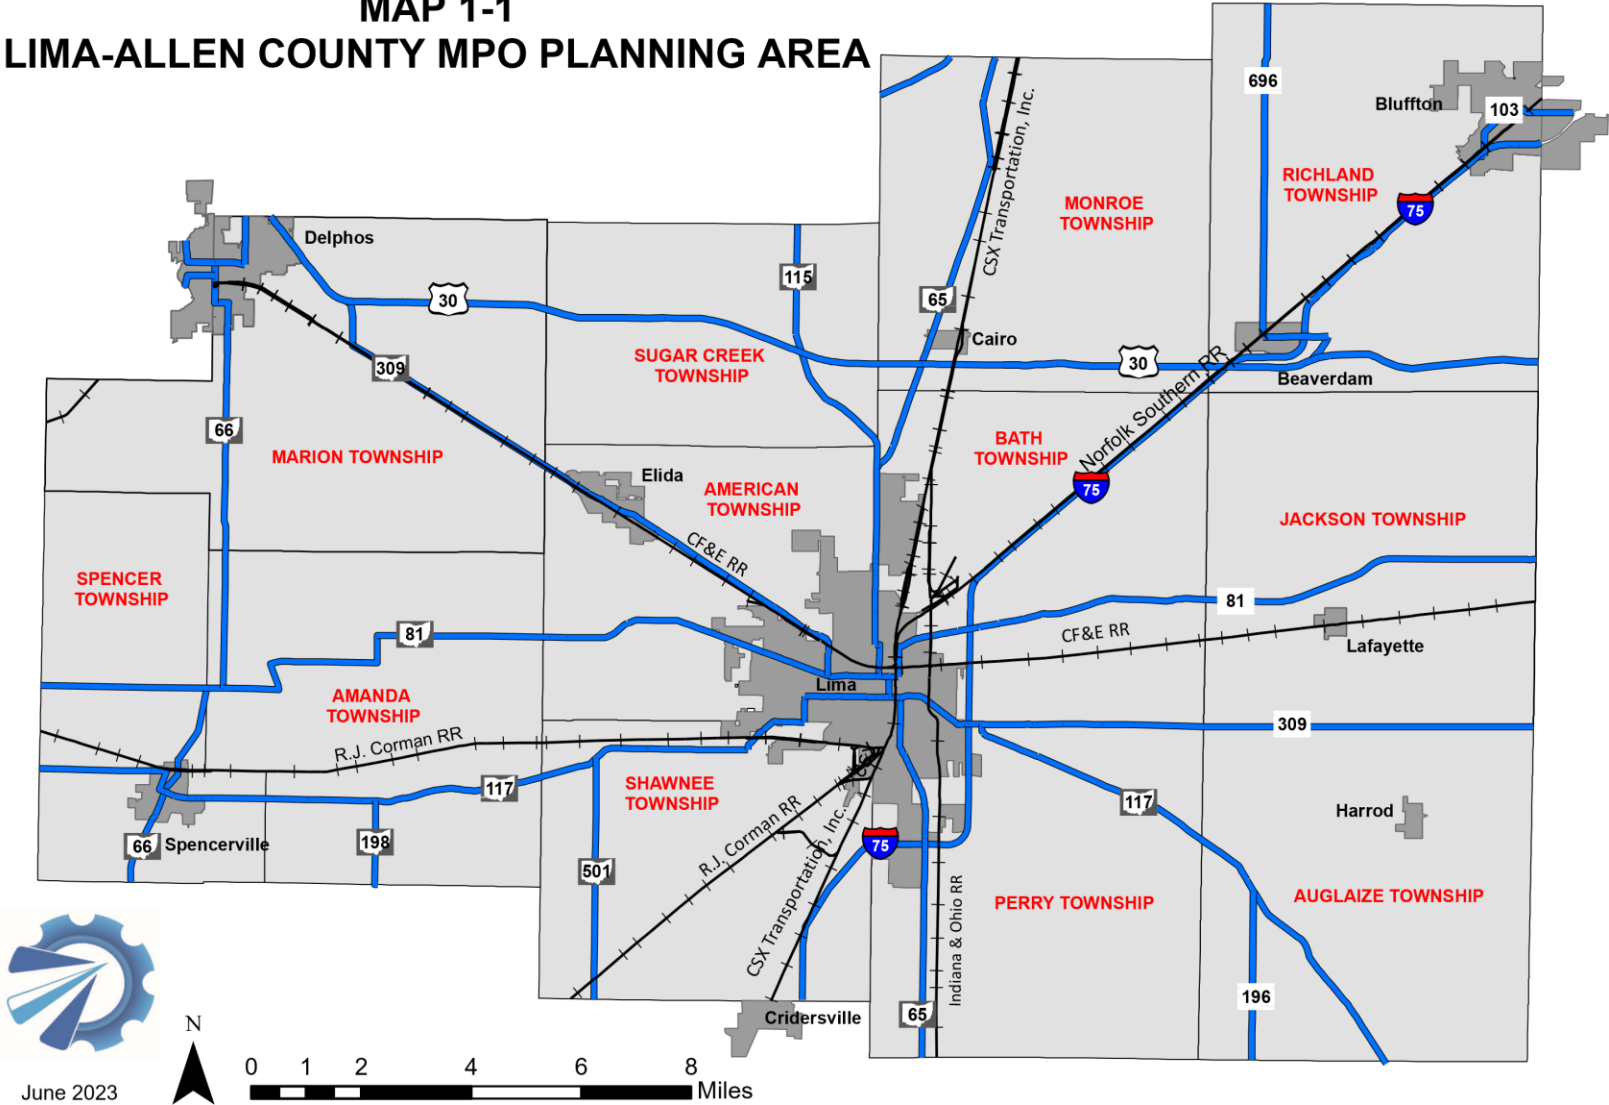 MAP 1-1
LIMA-ALLEN COUNTY MPO PLANNING AREA
696
Bluffton
103
CSX Transportation, Inc.
RICHLAND
TOWNSHIP
MONROE
TOWNSHIP
75
Delphos
115
30
65
Cairo
SUGAR CREEK
TOWNSHIP
309
30
Beaverdam
Norfolk Southern RR
66
MARION TOWNSHIP
BATH
TOWNSHIP
Elida
AMERICAN
TOWNSHIP
75
JACKSON TOWNSHIP
CF&E RR
SPENCER
TOWNSHIP
81
81
CF&E RR
Lafayette
Lima
AMANDA
TOWNSHIP
309
R.J. Corman RR
SHAWNEE
TOWNSHIP
117
117
Harrod
R.J. Corman RR
CSX Transportation, Inc.
66
Spencerville
198
75
501
PERRY TOWNSHIP
AUGLAIZE TOWNSHIP
Indiana & Ohio RR
196
65
Cridersville
N
0 1 2 4 6 8
Miles
June 2023